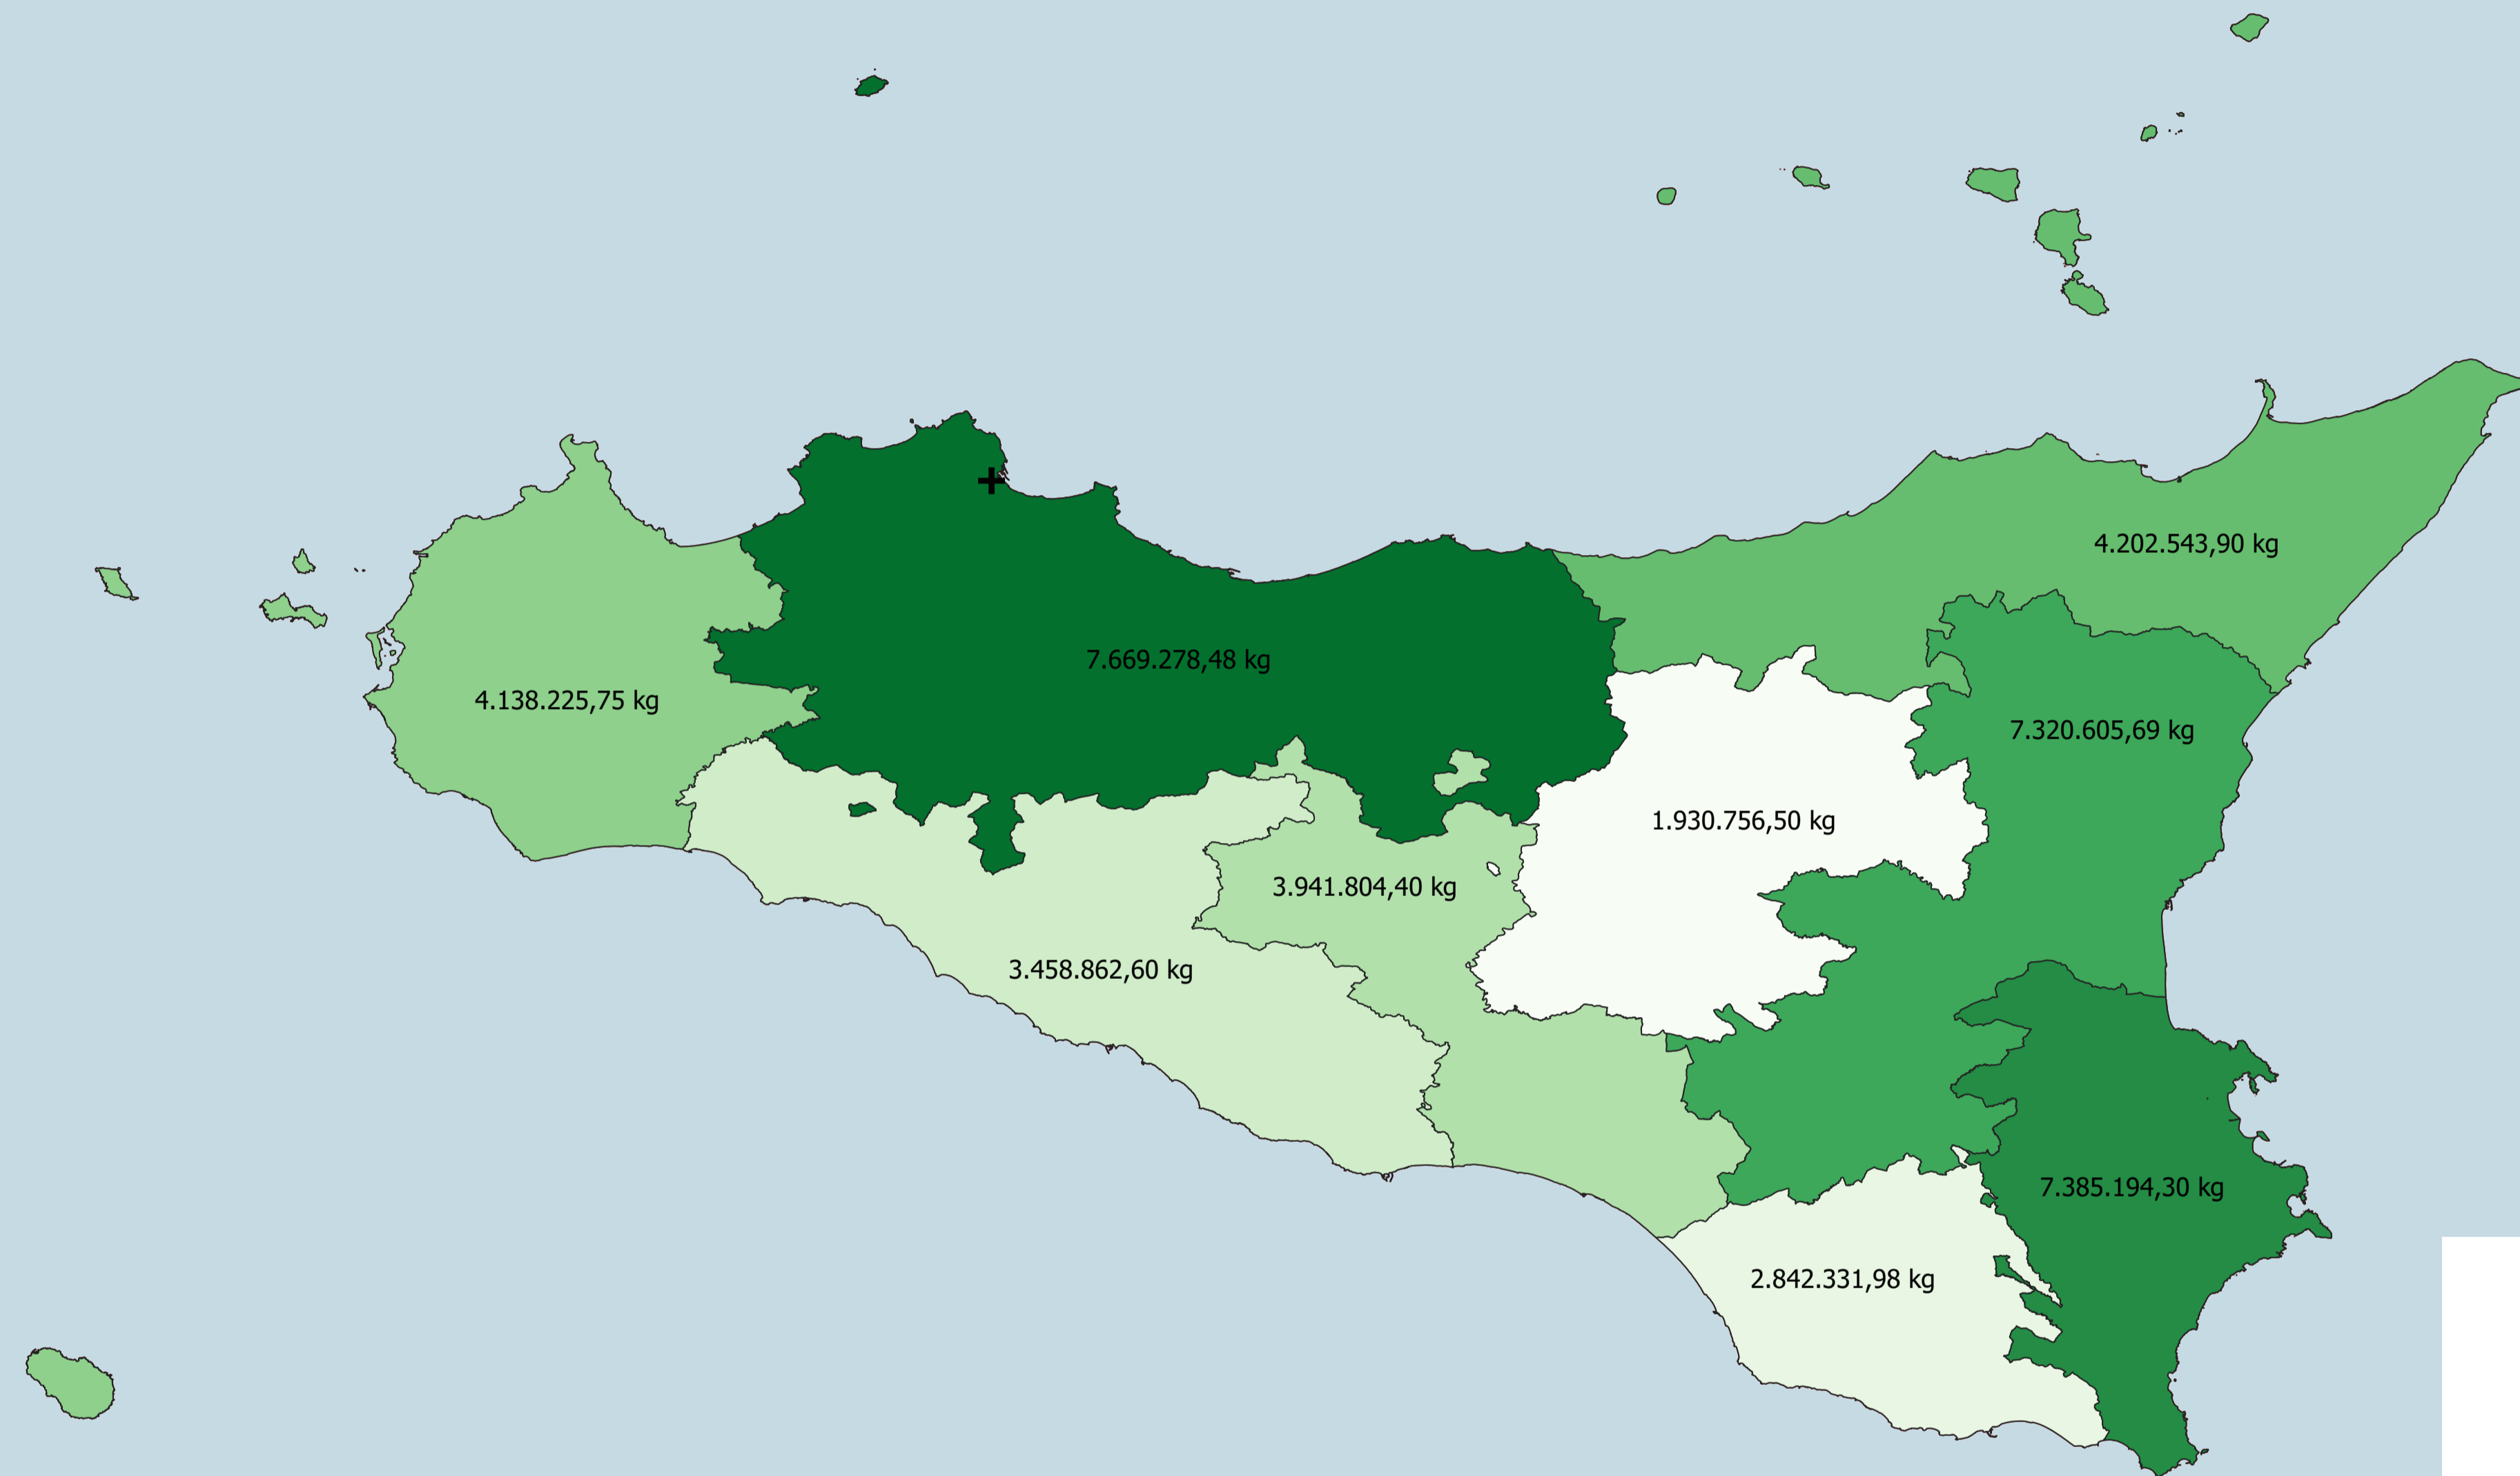 4.202.543,90 kg
7.669.278,48 kg
4.138.225,75 kg
7.320.605,69 kg
1.930.756,50 kg
3.941.804,40 kg
3.458.862,60 kg
7.385.194,30 kg
2.842.331,98 kg